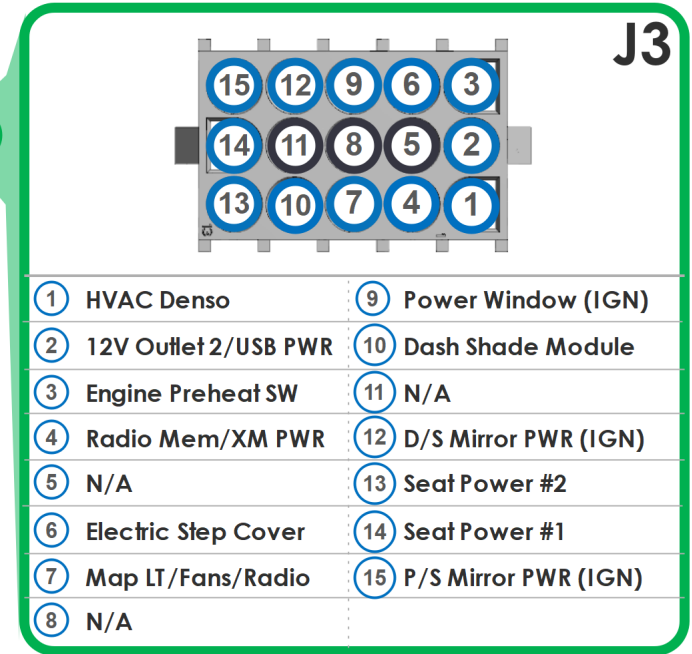 J3
15 12 9 6 3
14 11 8 5 2
13 10 7 4 1
1 HVAC Denso
2 12V Outlet 2/USB PWR
3 Engine Preheat SW
4 Radio Mem/XM PWR
5 N/A
6 Electric Step Cover
7 Map LT/Fans/Radio
8 N/A
9 Power Window (IGN)
10 Dash Shade Module
11 N/A
12 D/S Mirror PWR (IGN)
13 Seat Power #2
14 Seat Power #1
15 P/S Mirror PWR (IGN)